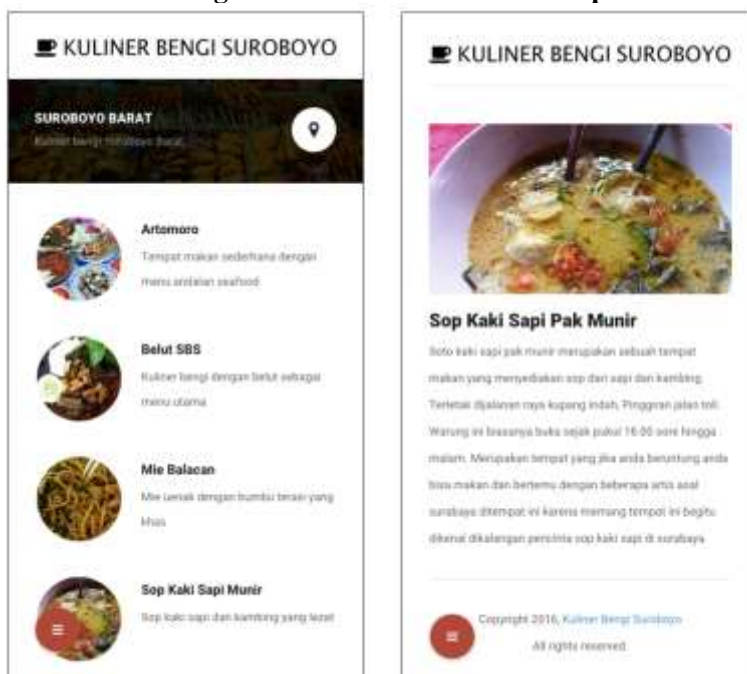 KULINER BENGI SUROBOYO
SUROBOYO BARAT
Kuliner bengi Suroboyo Barat
Artomoro
Tempat makan sederhana dengan
menu andalan seafood
Belut SBS
Kuliner bengi dengan belut sebagai
menu utama
Mie Balacan
Mie uenak dengan bumbu terasi yang
khas
Sop Kaki Sapi Munir
Sop kaki sapi dan kambing yang lezat
KULINER BENGI SUROBOYO
Sop Kaki Sapi Pak Munir
Soto kaki sapi pak munir merupakan sebuah tempat
makan yang menyediakan sop dari sapi dan kambing.
Terletak dijalanan raya kupang indah, Pinggiran jalan toll.
Warung ini biasanya buka sejak pukul 16.00 sore hingga
malam. Merupakan tempat yang jika anda beruntung anda
bisa makan dan bertemu dengan beberapa artis asal
surabaya ditempat ini karena memang tempat ini begitu
dikenal dikalangan pencinta sop kaki sapi di surabaya
Copyright 2016, Kuliner Bengi Suroboyo
All rights reserved.